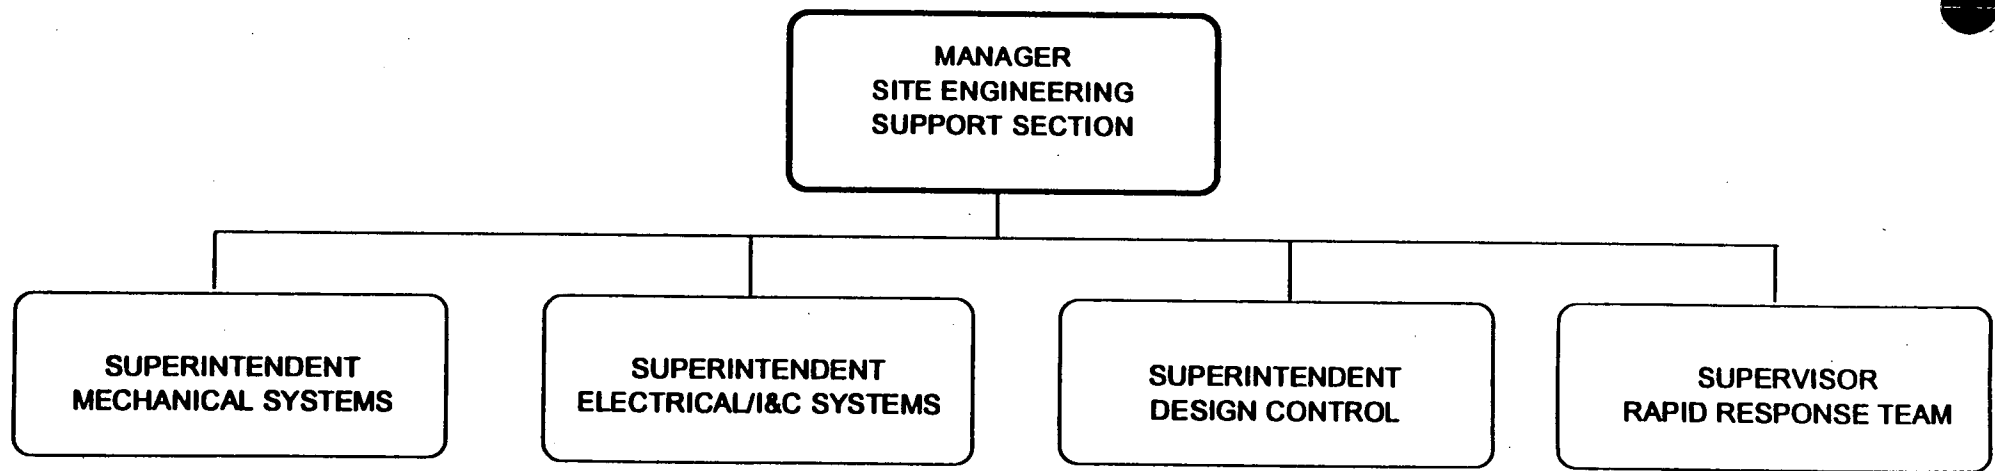 MANAGER
SITE ENGINEERING
SUPPORT SECTION
SUPERINTENDENT
MECHANICAL SYSTEMS
SUPERINTENDENT
ELECTRICAL/I&C SYSTEMS
SUPERINTENDENT
DESIGN CONTROL
SUPERVISOR
RAPID RESPONSE TEAM